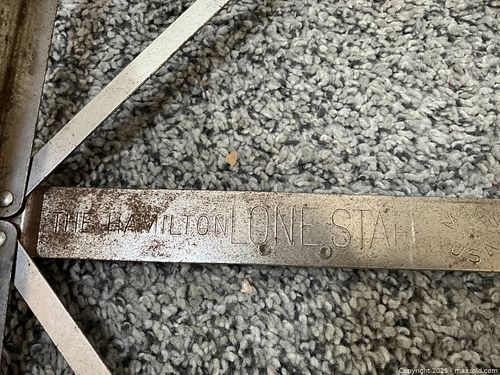 THE HAMILTON LONE STAR
Copyright 2025 - maxsold.com